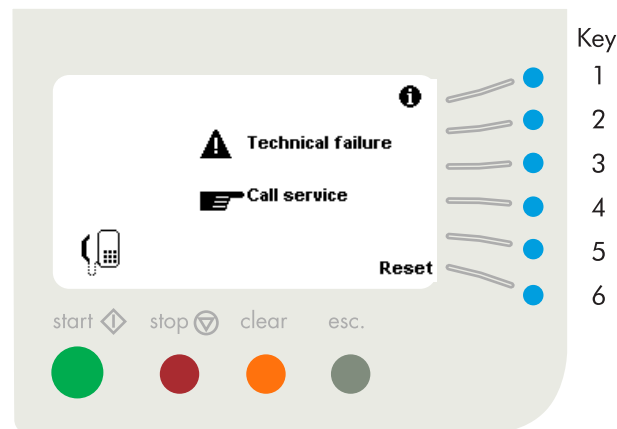 Key
1
2
Technical failure
3
Call service
4
5
Reset
6
start stop clear esc.